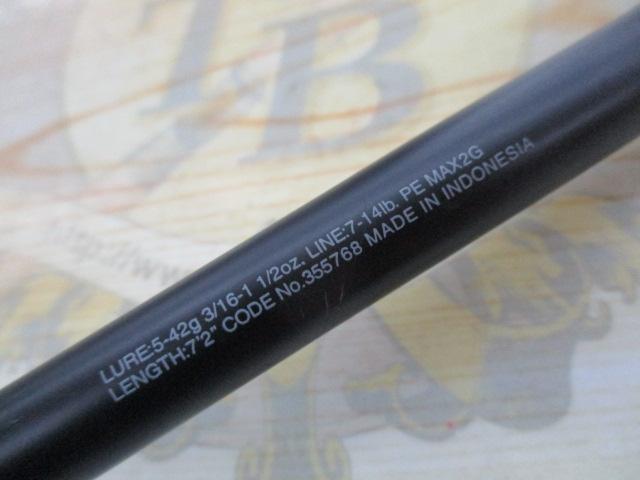 TB
LURE:5-42g 3/16-1 1/2oz. LINE:7-14lb. PE MAX2G
LENGTH:7'2" CODE No.355768 MADE IN INDONESIA